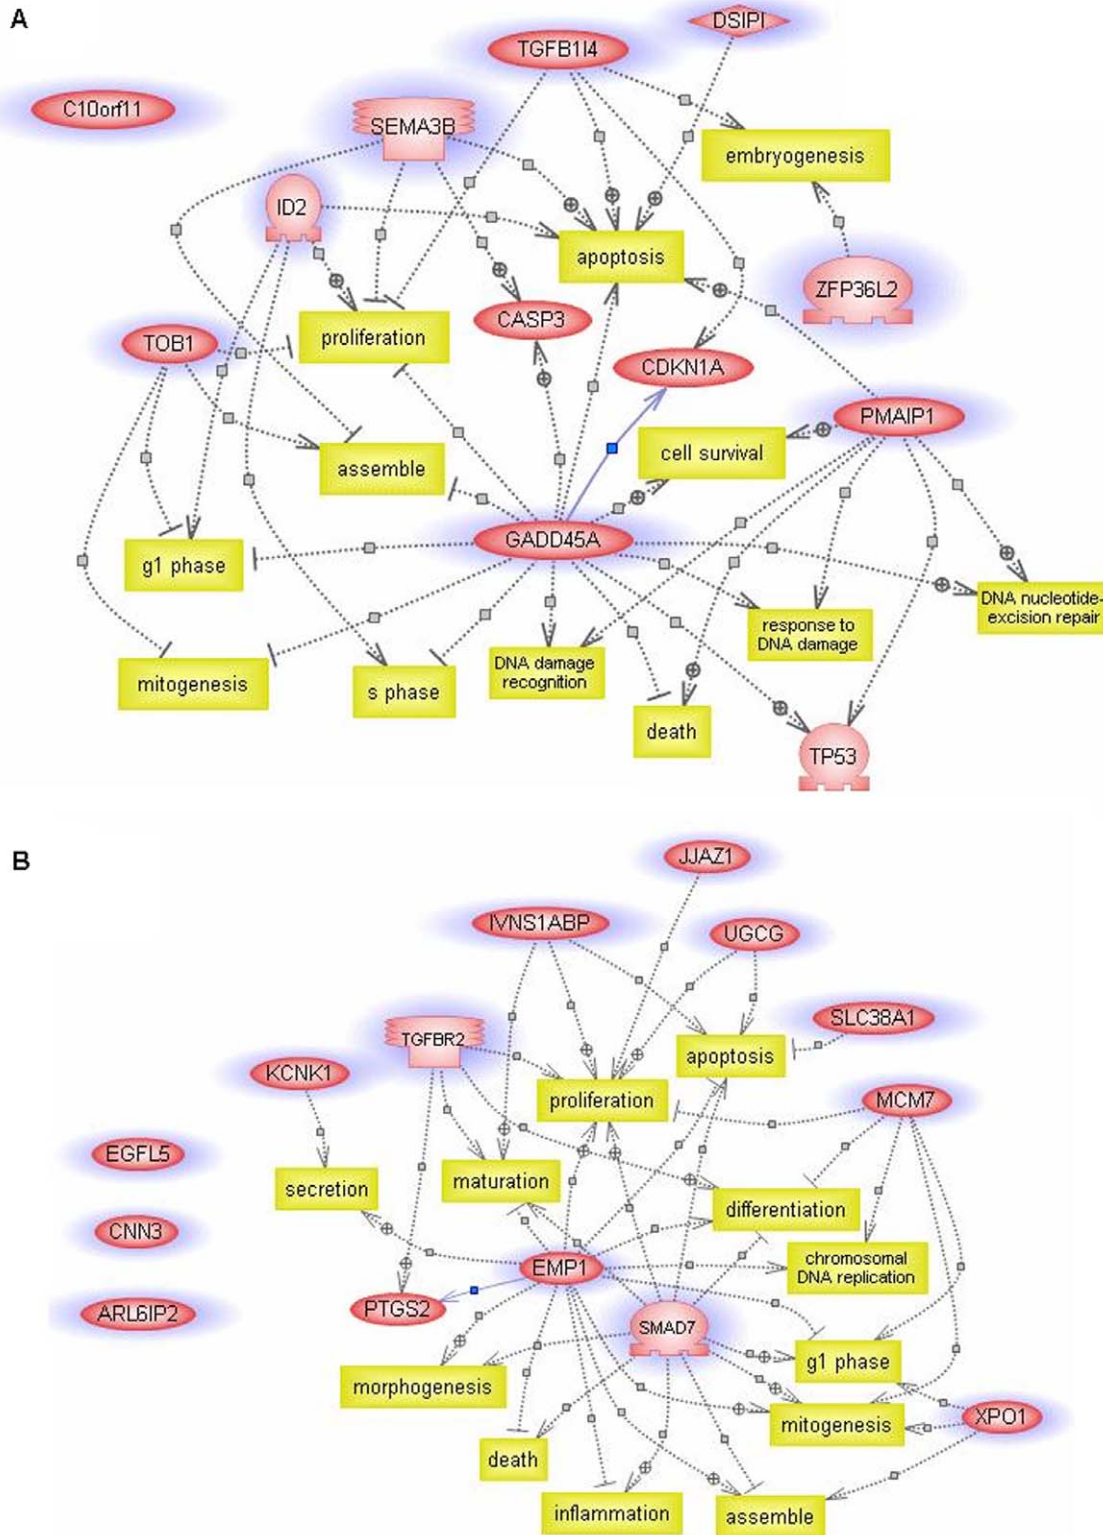 A
DSIPI
TGFB1I4
C10orf11
SEMA3B
embryogenesis
ID2
apoptosis
ZFP36L2
CASP3
proliferation
TOB1
CDKN1A
PMAIP1
cell survival
assemble
GADD45A
g1 phase
DNA nucleotide-
excision repair
response to
DNA damage
DNA damage
recognition
mitogenesis
s phase
death
TP53
B
JJAZ1
IVNS1ABP
UGCG
SLC38A1
TGFBR2
apoptosis
KCNK1
proliferation
MCM7
EGFL5
secretion
maturation
differentiation
CNN3
EMP1
chromosomal
DNA replication
PTGS2
ARL6IP2
SMAD7
g1 phase
morphogenesis
mitogenesis
XPO1
death
inflammation
assemble